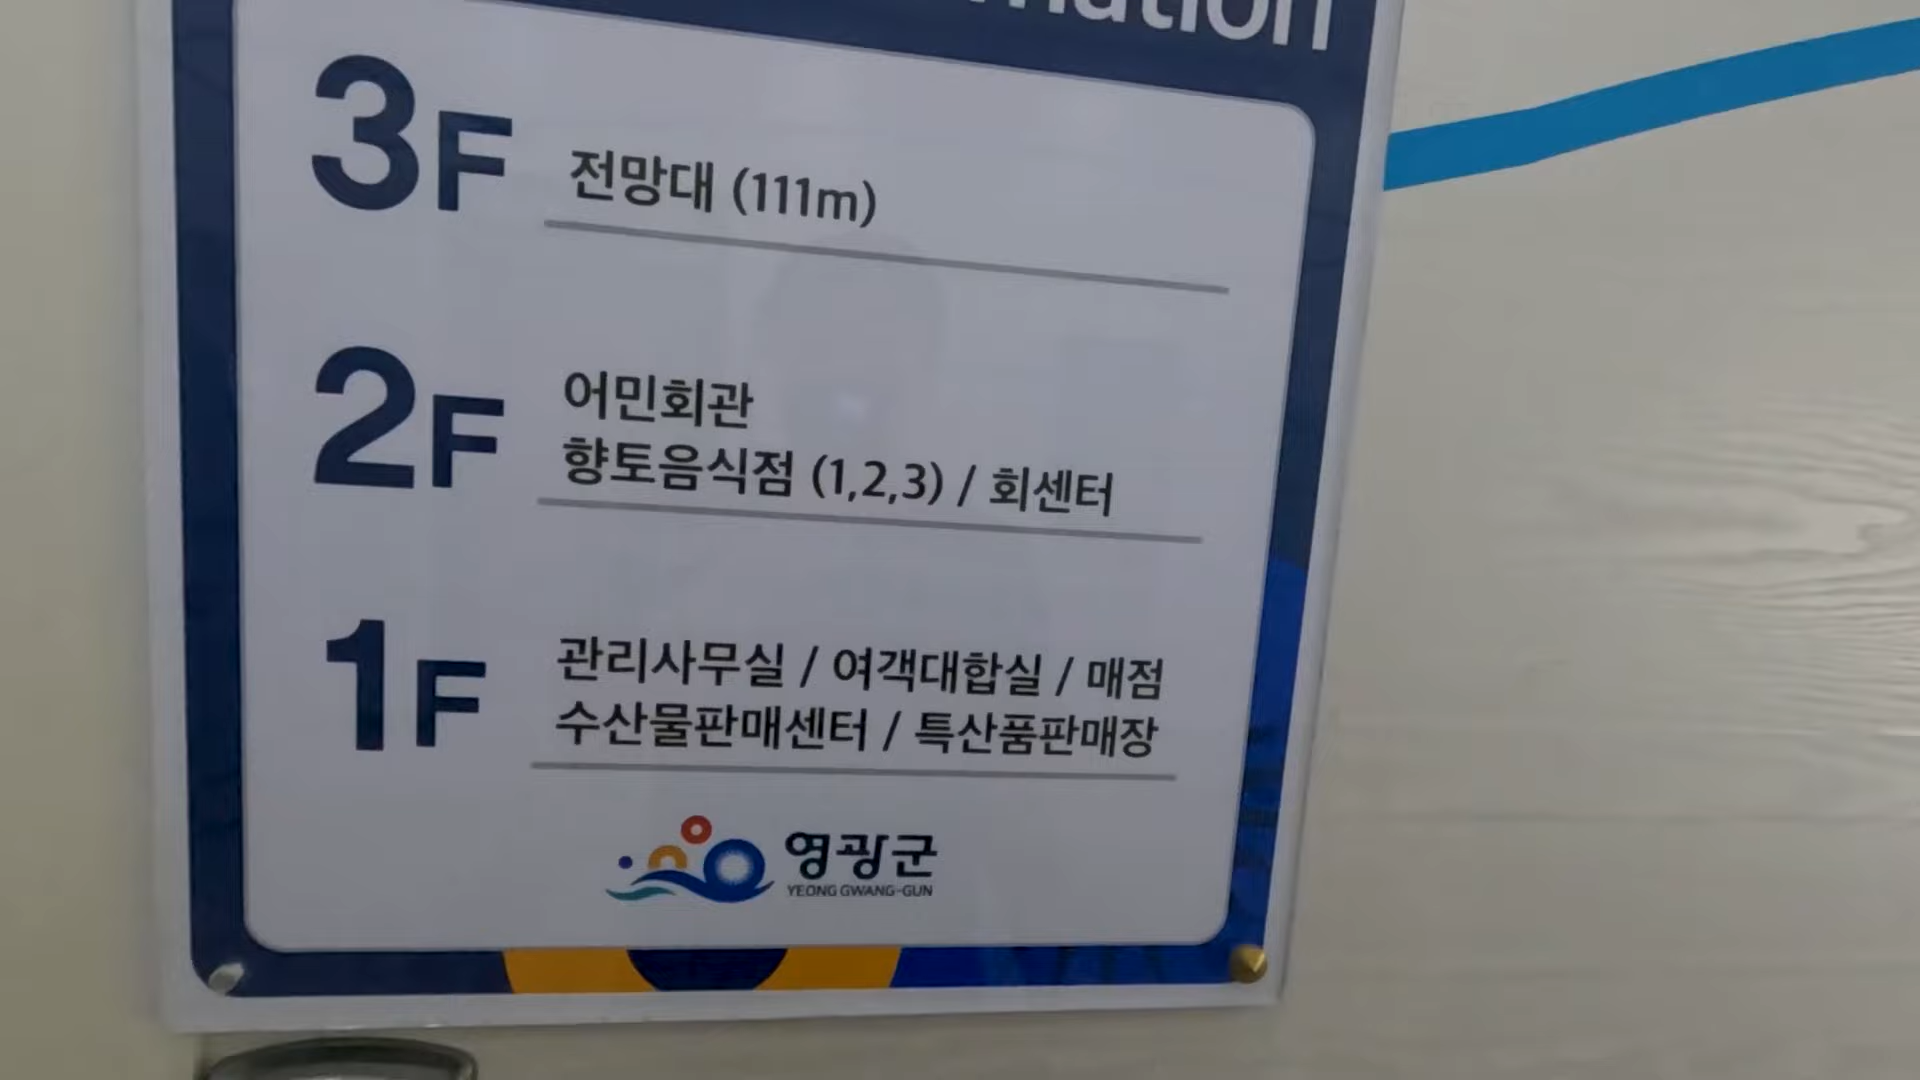 3F 전망대 (111m)
2F 어민회관
향토음식점 (1,2,3) / 회센터
1F 관리사무실 / 여객대합실 / 매점
수산물판매센터 / 특산품판매장
영광군
YEONG GWANG-GUN